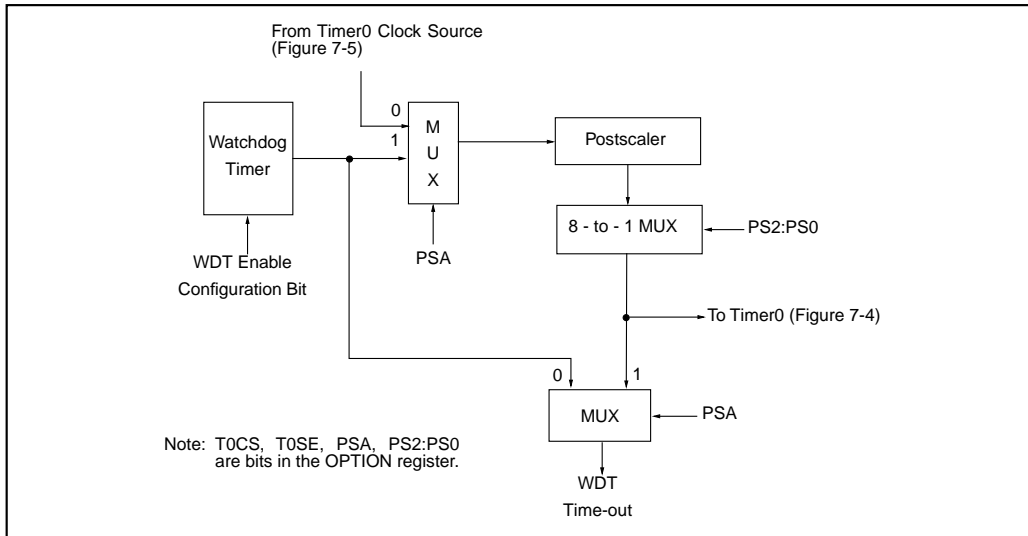 From Timer0 Clock Source
(Figure 7-5)
0
1
M
U
X
Watchdog
Timer
Postscaler
8 - to - 1 MUX
PS2:PS0
PSA
WDT Enable
Configuration Bit
To Timer0 (Figure 7-4)
0
1
MUX
PSA
Note: T0CS, T0SE, PSA, PS2:PS0
are bits in the OPTION register.
WDT
Time-out